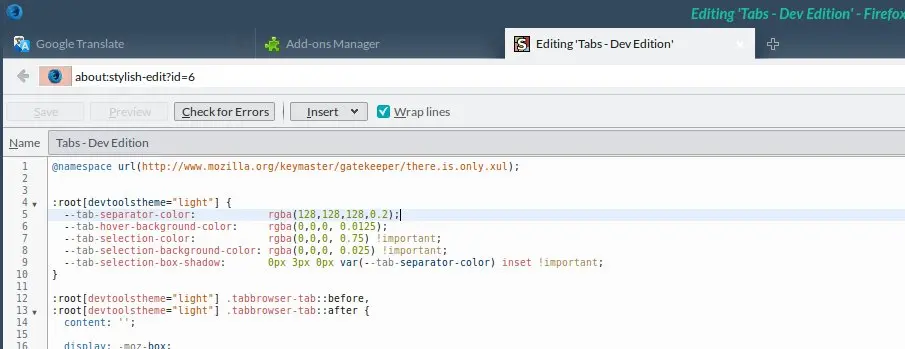 Editing 'Tabs - Dev Edition' - Firefox
Google Translate Add-ons Manager Editing 'Tabs - Dev Edition'
about:stylish-edit?id=6
Save Preview Check for Errors Insert Wrap lines
Name Tabs - Dev Edition
1 @namespace url(http://www.mozilla.org/keymaster/gatekeeper/there.is.only.xul);
2
3
4 :root[devtoolstheme="light"] {
5 --tab-separator-color: rgba(128,128,128,0.2);
6 --tab-hover-background-color: rgba(0,0,0, 0.0125);
7 --tab-selection-color: rgba(0,0,0, 0.75) !important;
8 --tab-selection-background-color: rgba(0,0,0, 0.025) !important;
9 --tab-selection-box-shadow: 0px 3px 0px var(--tab-separator-color) inset !important;
10 }
11
12 :root[devtoolstheme="light"] .tabbrowser-tab::before,
13 :root[devtoolstheme="light"] .tabbrowser-tab::after {
14 content: '';
15
16 display: -moz-box;